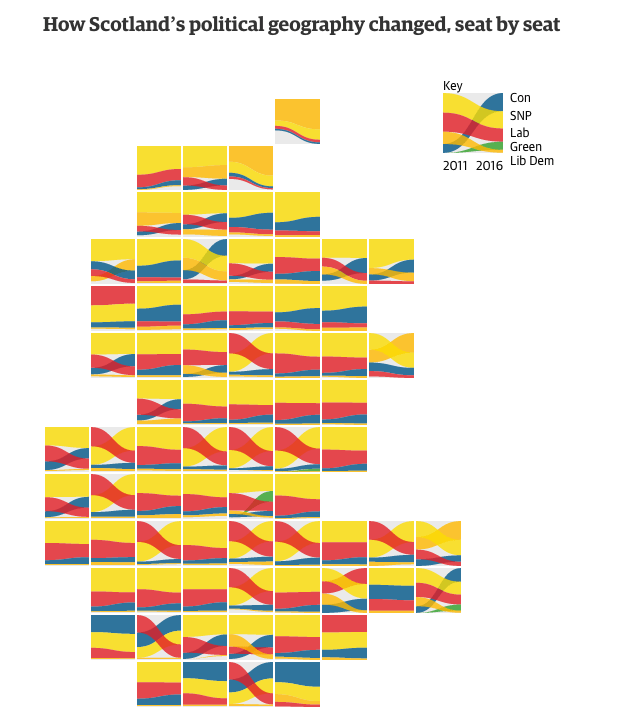 How Scotland's political geography changed, seat by seat
Key
Con
SNP
Lab
Green
Lib Dem
2011 2016